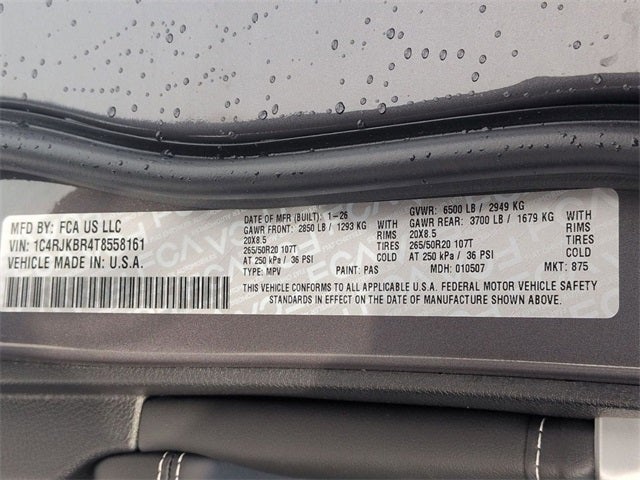 MFD BY: FCA US LLC
VIN: 1C4RJKBR4T8558161
VEHICLE MADE IN: U.S.A.
DATE OF MFR (BUILT): 1-26
GAWR FRONT: 2850 LB / 1293 KG
WITH
20X8.5
RIMS
265/50R20 107T
TIRES
AT 250 kPa / 36 PSI
COLD
TYPE: MPV
PAINT: PAS
GVWR: 6500 LB / 2949 KG
GAWR REAR: 3700 LB / 1679 KG
WITH
20X8.5
RIMS
265/50R20 107T
TIRES
AT 250 kPa / 36 PSI
COLD
MDH: 010507
MKT: 875
THIS VEHICLE CONFORMS TO ALL APPLICABLE U.S.A. FEDERAL MOTOR VEHICLE SAFETY
STANDARDS IN EFFECT ON THE DATE OF MANUFACTURE SHOWN ABOVE.